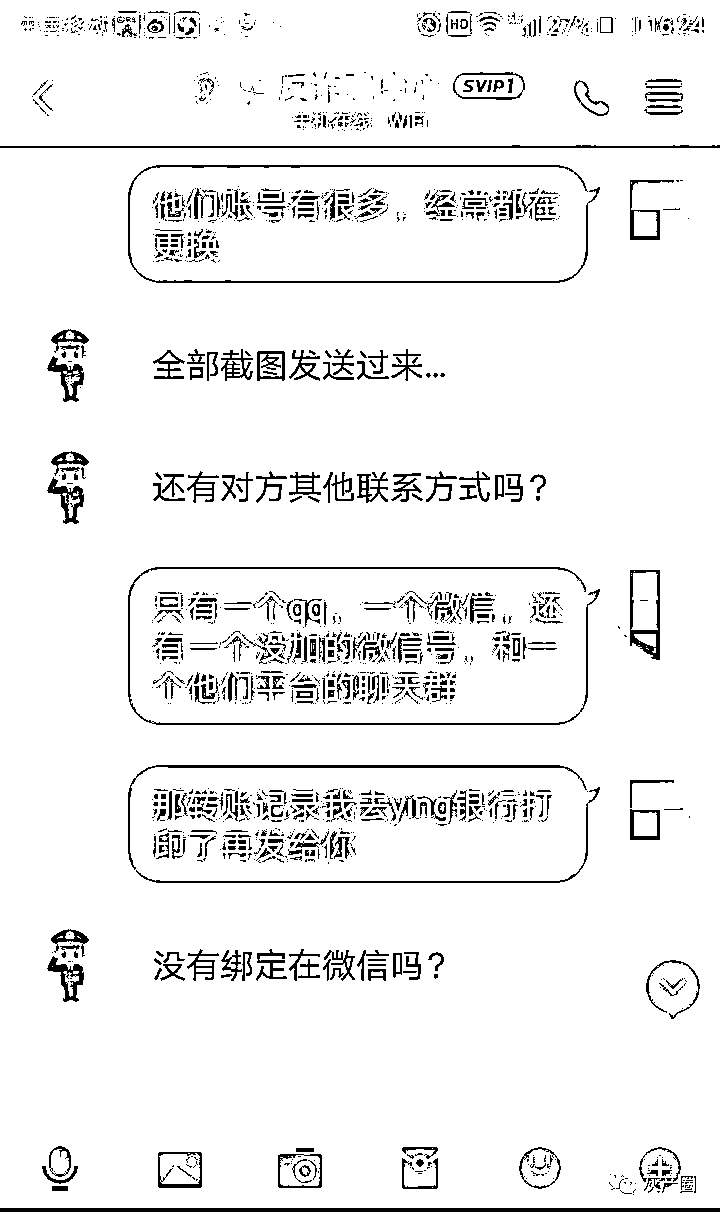 中国移动 HD 27% 16:24
反诈
SVIP1
手机在线 WiFi
他们账号有很多，经常都在
更换
全部截图发送过来...
还有对方其他联系方式吗？
只有一个qq，一个微信，还
有一个没加的微信号，和一
个他们平台的聊天群
那转账记录我去ying银行打
印了再发给你
没有绑定在微信吗？
灰产圈